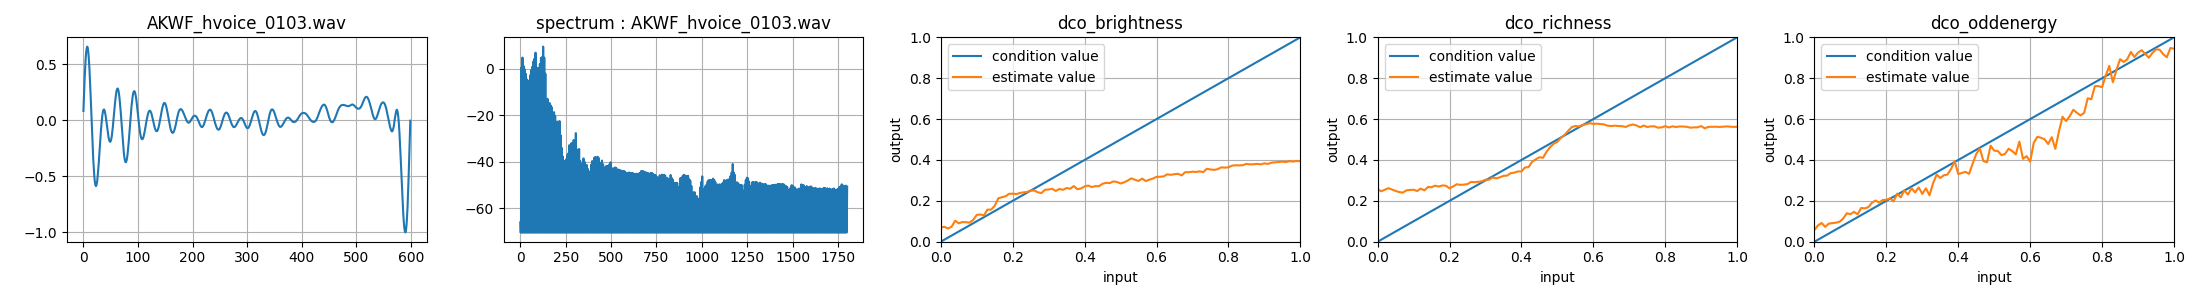 AKWF_hvoice_0103.wav
0.5
0.0
−0.5
−1.0
0 100 200 300 400 500 600
spectrum : AKWF_hvoice_0103.wav
0
−20
−40
−60
0 250 500 750 1000 1250 1500 1750
dco_brightness
condition value
estimate value
output
1.0
0.8
0.6
0.4
0.2
0.0
0.0 0.2 0.4 0.6 0.8 1.0
input
dco_richness
condition value
estimate value
output
1.0
0.8
0.6
0.4
0.2
0.0
0.0 0.2 0.4 0.6 0.8 1.0
input
dco_oddenergy
condition value
estimate value
output
1.0
0.8
0.6
0.4
0.2
0.0
0.0 0.2 0.4 0.6 0.8 1.0
input